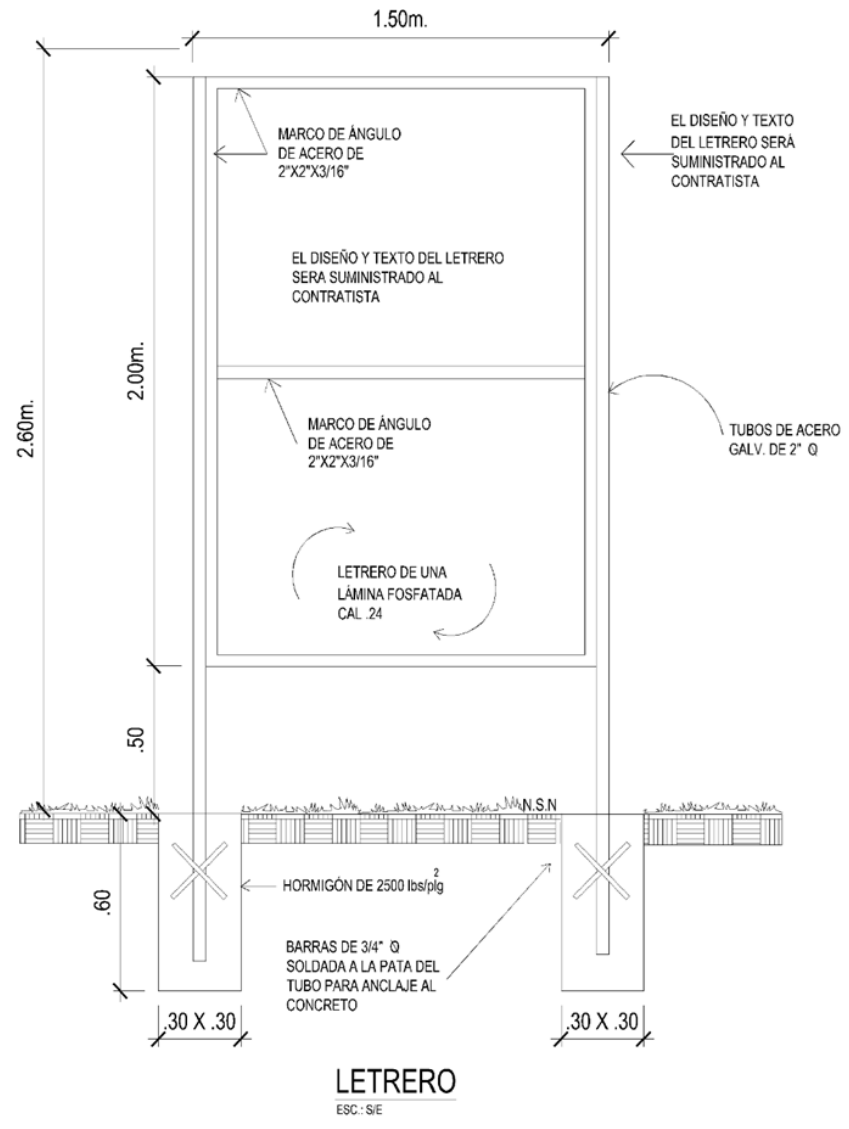 1.50m.
MARCO DE ÁNGULO
DE ACERO DE
2"X2"X3/16"
EL DISEÑO Y TEXTO
DEL LETRERO SERÁ
SUMINISTRADO AL
CONTRATISTA
EL DISEÑO Y TEXTO DEL LETRERO
SERA SUMINISTRADO AL
CONTRATISTA
2.00m.
2.60m.
MARCO DE ÁNGULO
DE ACERO DE
2"X2"X3/16"
TUBOS DE ACERO
GALV. DE 2" Q
LETRERO DE UNA
LÁMINA FOSFATADA
CAL .24
.50
N.S.N
.60
HORMIGÓN DE 2500 lbs/plg²
BARRAS DE 3/4" Q
SOLDADA A LA PATA DEL
TUBO PARA ANCLAJE AL
CONCRETO
.30 X .30
.30 X .30
LETRERO
ESC.: S/E